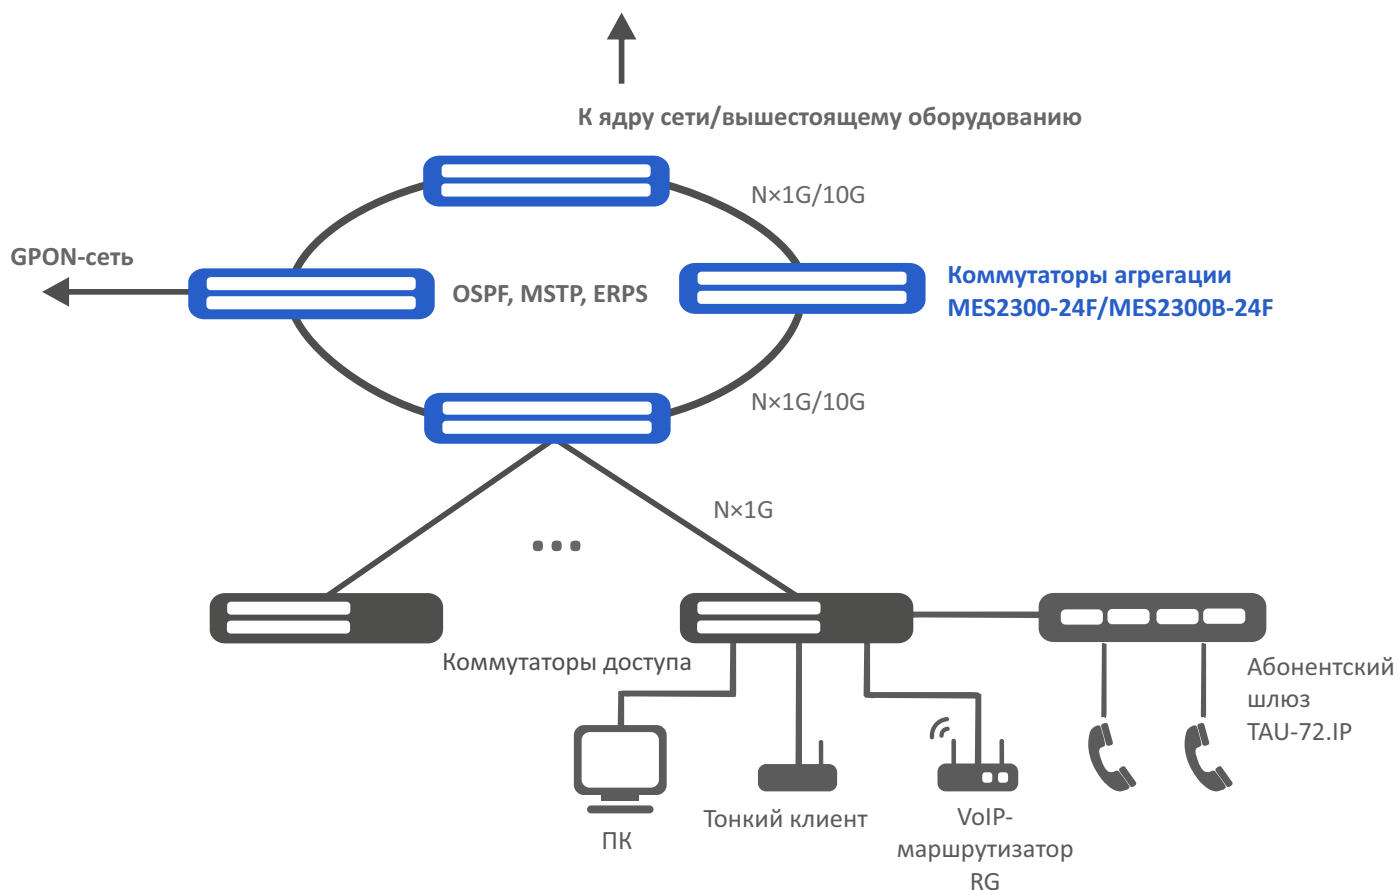 К ядру сети/вышестоящему оборудованию
N×1G/10G
GPON-сеть
OSPF, MSTP, ERPS
Коммутаторы агрегации
MES2300-24F/MES2300B-24F
N×1G/10G
N×1G
...
Коммутаторы доступа
Абонентский
шлюз
TAU-72.IP
ПК
Тонкий клиент
VoIP-
маршрутизатор
RG